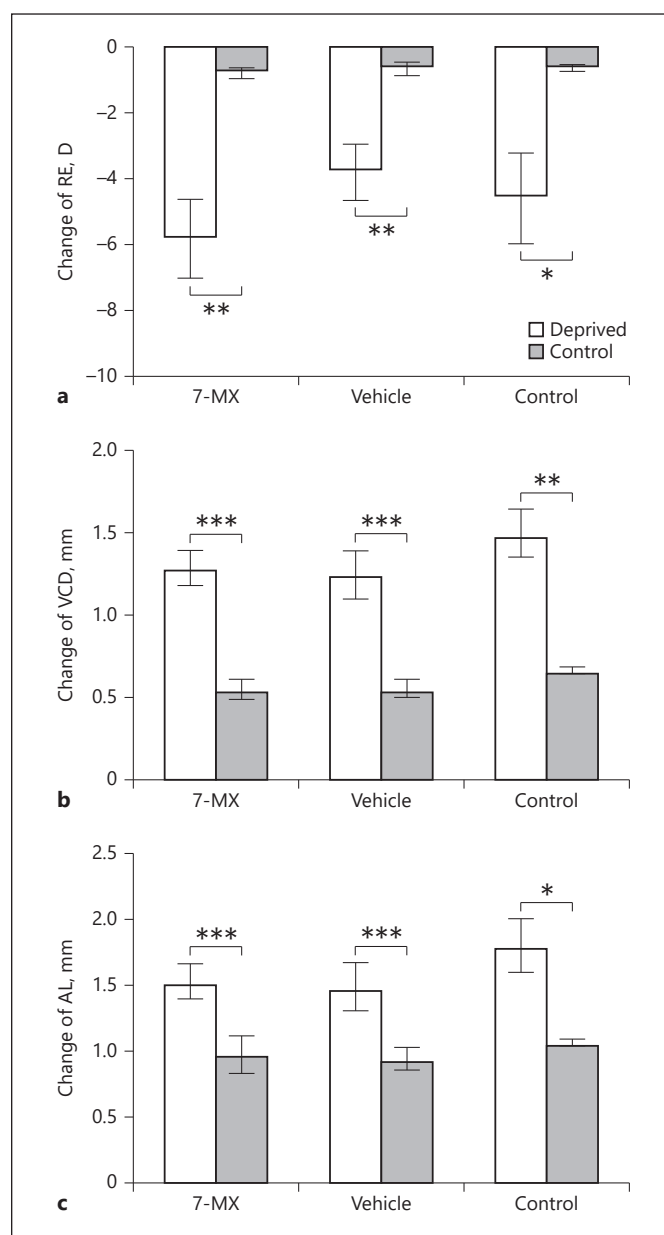 0
–2
–4
–6
–8
–10
Change of RE, D
**
**
*
Deprived
Control
7-MX Vehicle Control
a
2.0
1.5
1.0
0.5
0
Change of VCD, mm
***
***
**
7-MX Vehicle Control
b
2.5
2.0
1.5
1.0
0.5
0
Change of AL, mm
***
***
*
7-MX Vehicle Control
c